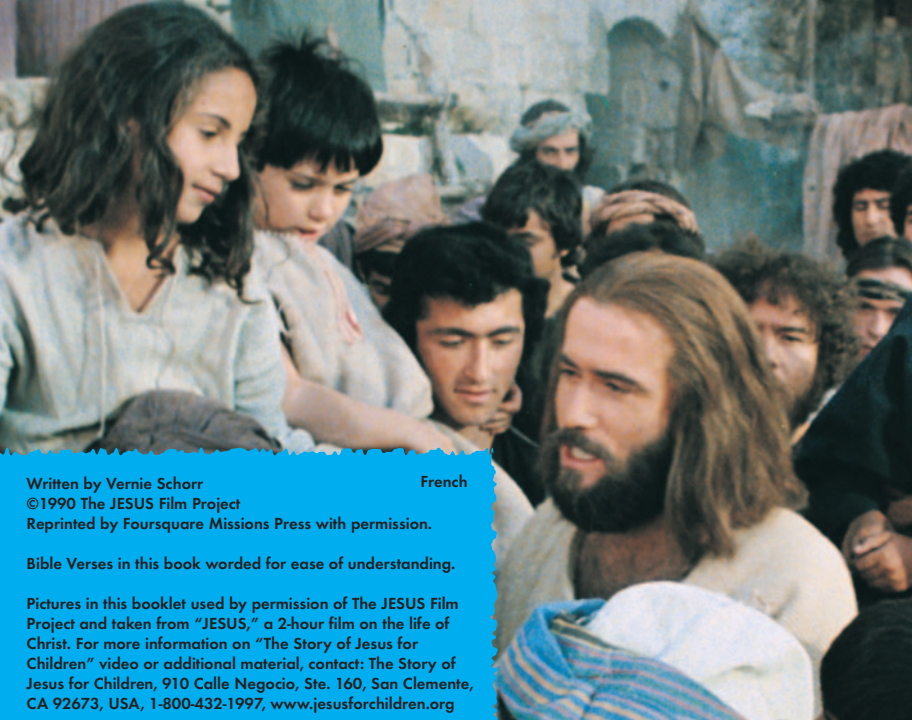 Written by Vernie Schorr
French
©1990 The JESUS Film Project
Reprinted by Foursquare Missions Press with permission.
Bible Verses in this book worded for ease of understanding.
Pictures in this booklet used by permission of The JESUS Film
Project and taken from “JESUS,” a 2-hour film on the life of
Christ. For more information on “The Story of Jesus for
Children” video or additional material, contact: The Story of
Jesus for Children, 910 Calle Negocio, Ste. 160, San Clemente,
CA 92673, USA, 1-800-432-1997, www.jesusforchildren.org